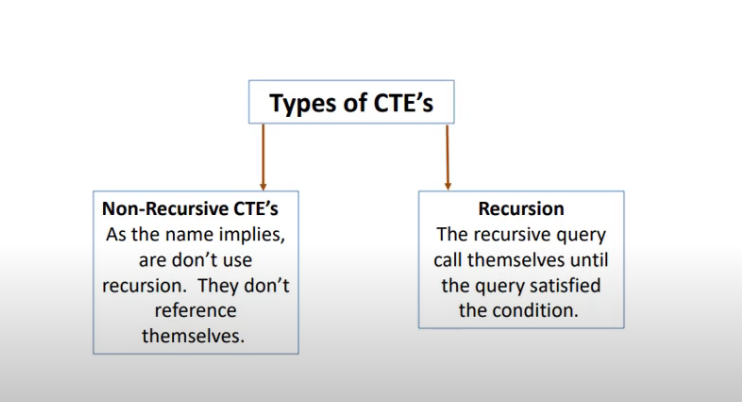 Types of CTE's
Non-Recursive CTE's
As the name implies,
are don't use
recursion. They don't
reference
themselves.
Recursion
The recursive query
call themselves until
the query satisfied
the condition.